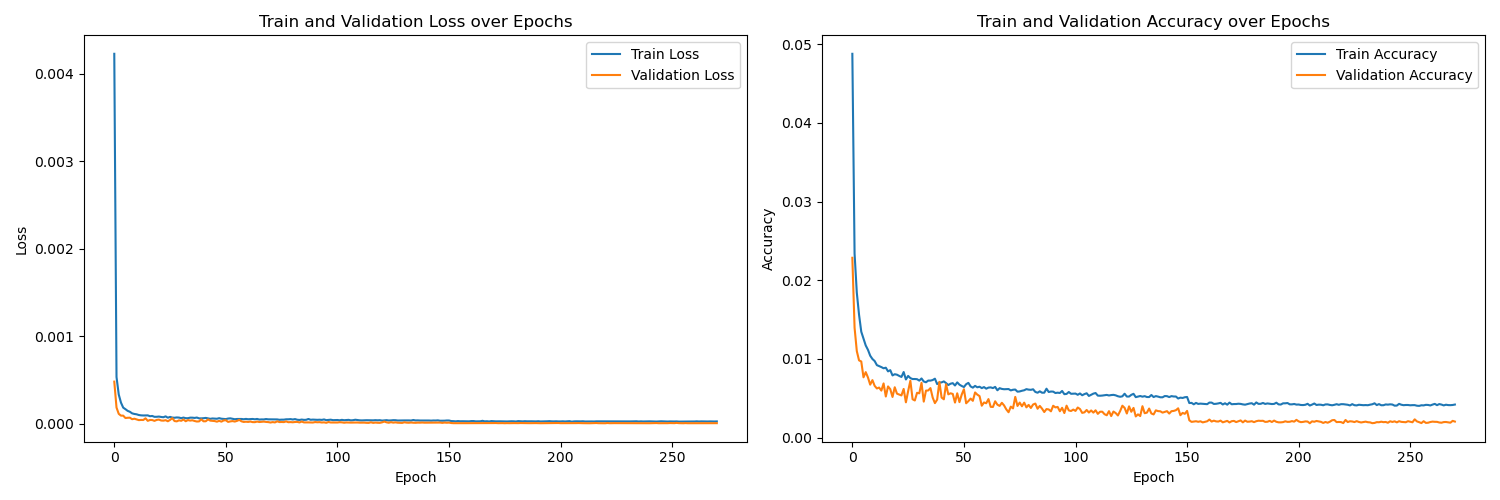 Train and Validation Loss over Epochs
Train Loss
Validation Loss
0.004
0.003
0.002
0.001
0.000
Loss
0
50
100
150
200
250
Epoch
Train and Validation Accuracy over Epochs
Train Accuracy
Validation Accuracy
0.05
0.04
0.03
0.02
0.01
0.00
Accuracy
0
50
100
150
200
250
Epoch